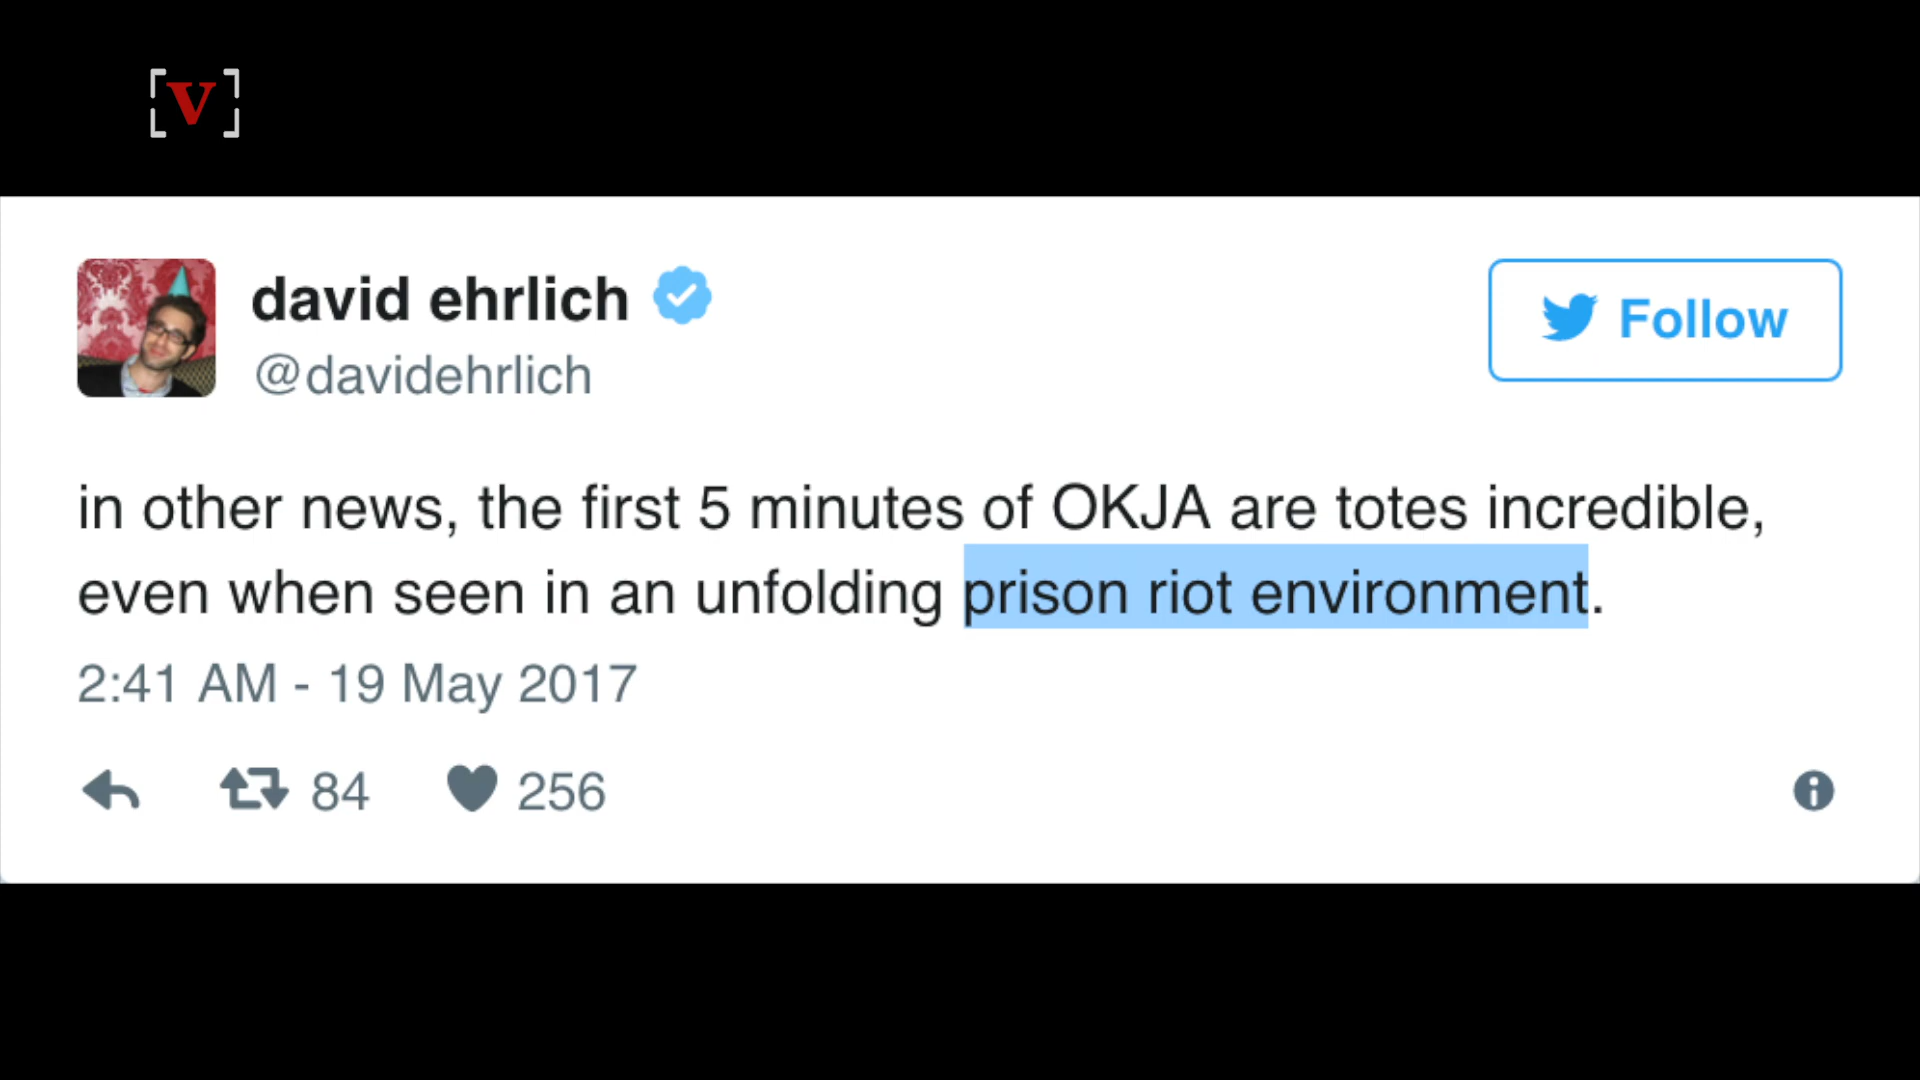 [V]
david ehrlich
@davidehrlich
Follow
in other news, the first 5 minutes of OKJA are totes incredible,
even when seen in an unfolding prison riot environment.
2:41 AM - 19 May 2017
84 256